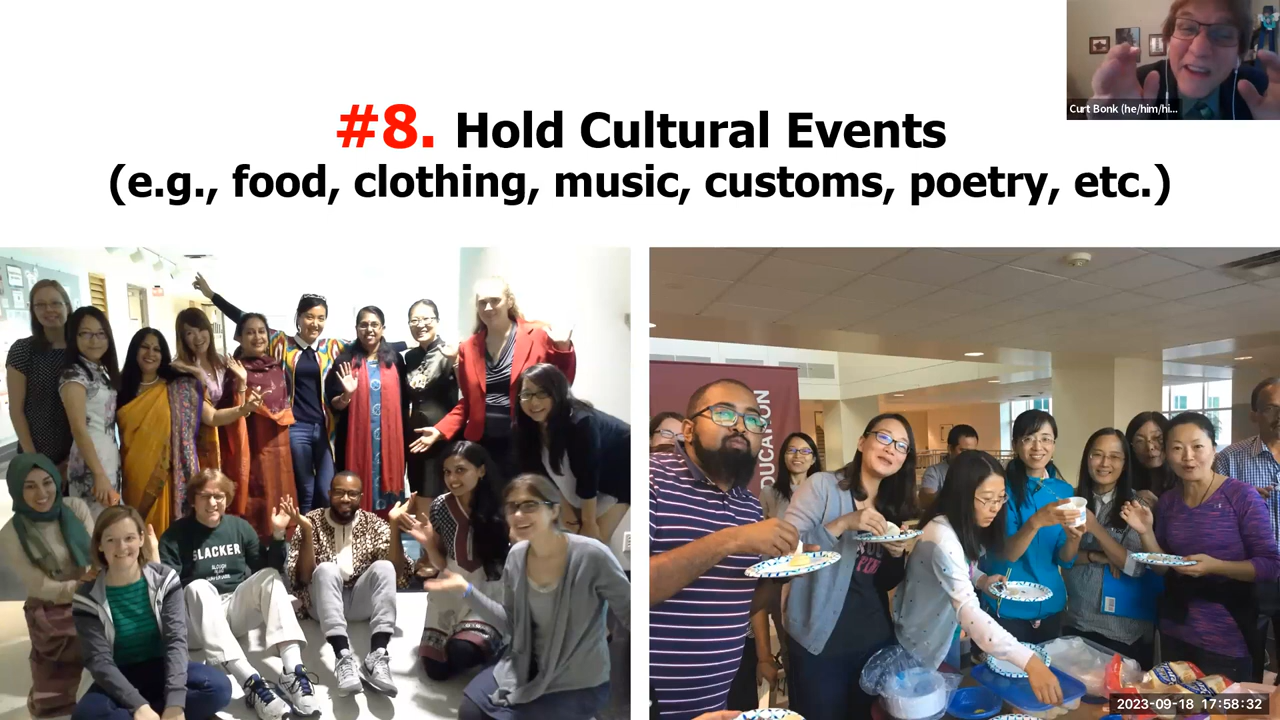 Curt Bonk (he/him/hi...
#8. Hold Cultural Events
(e.g., food, clothing, music, customs, poetry, etc.)
SLACKER
DUCATION
2023-09-18 17:58:32